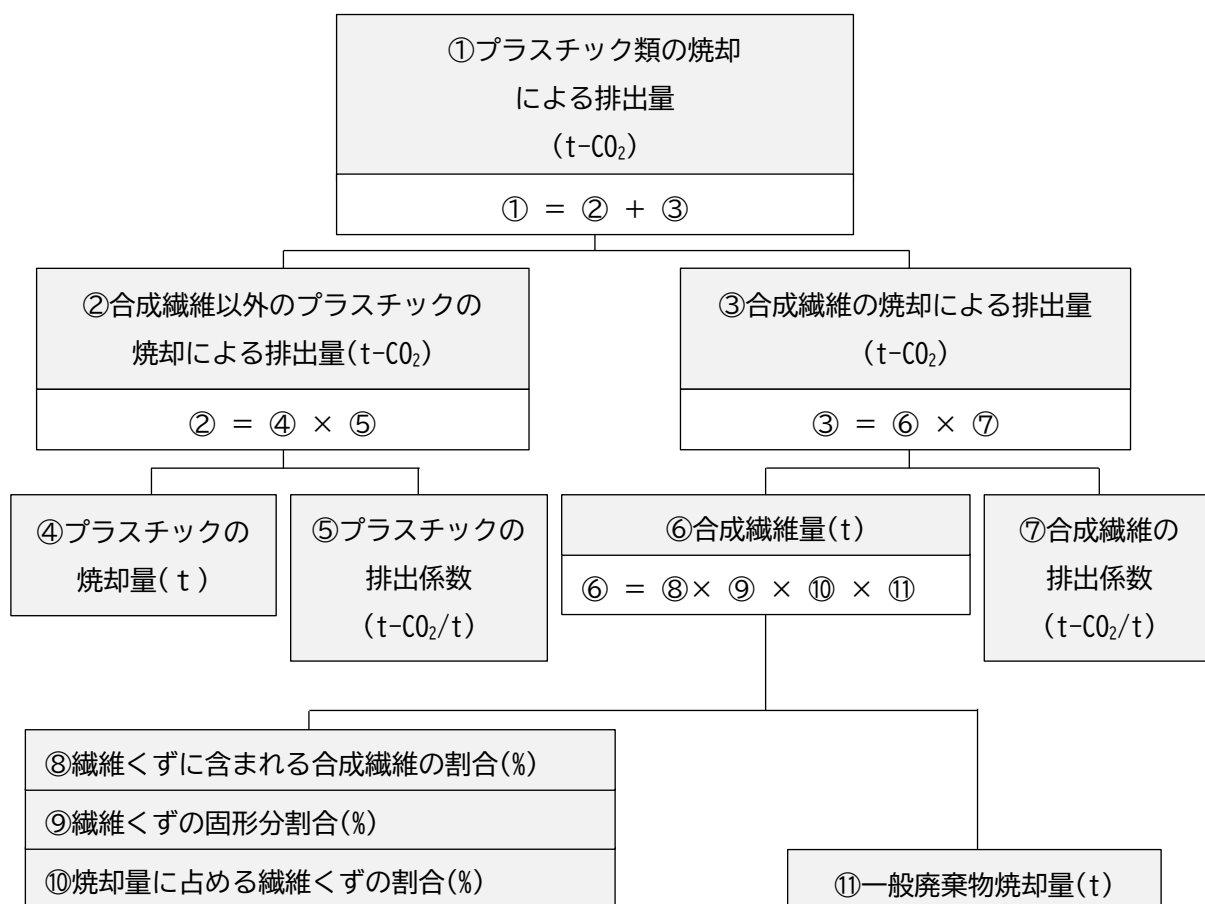 ①プラスチック類の焼却
による排出量
(t-CO₂)
① = ② + ③
②合成繊維以外のプラスチックの
焼却による排出量(t-CO₂)
② = ④ × ⑤
③合成繊維の焼却による排出量
(t-CO₂)
③ = ⑥ × ⑦
④プラスチックの
焼却量(t)
⑤プラスチックの
排出係数
(t-CO₂/t)
⑥合成繊維量(t)
⑥ = ⑧× ⑨ × ⑩ × ⑪
⑦合成繊維の
排出係数
(t-CO₂/t)
⑧繊維くずに含まれる合成繊維の割合(%)
⑨繊維くずの固形分割合(%)
⑩焼却量に占める繊維くずの割合(%)
⑪一般廃棄物焼却量(t)